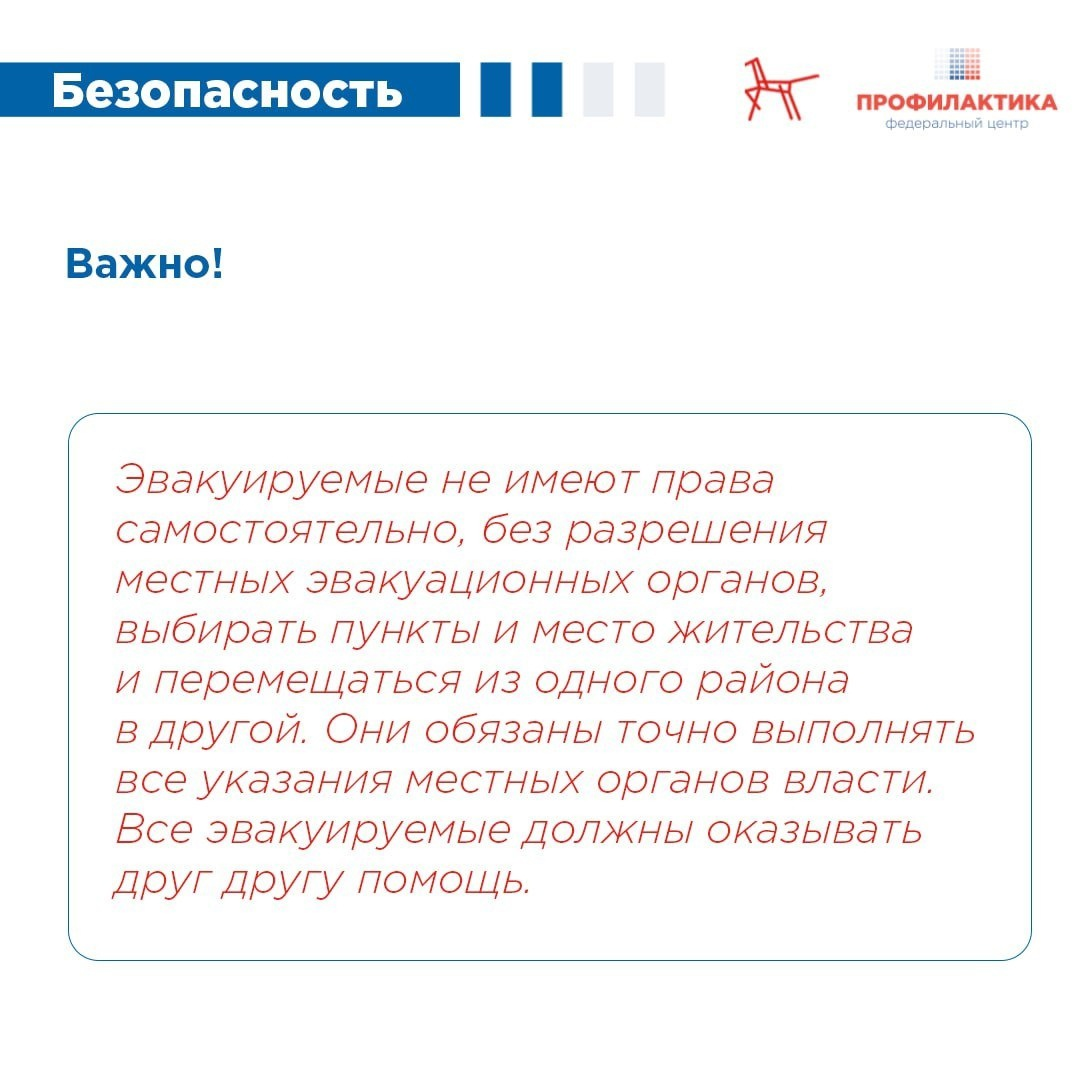 Безопасность
ПРОФИЛАКТИКА
федеральный центр
Важно!
Эвакуируемые не имеют права
самостоятельно, без разрешения
местных эвакуационных органов,
выбирать пункты и место жительства
и перемещаться из одного района
в другой. Они обязаны точно выполнять
все указания местных органов власти.
Все эвакуируемые должны оказывать
друг другу помощь.